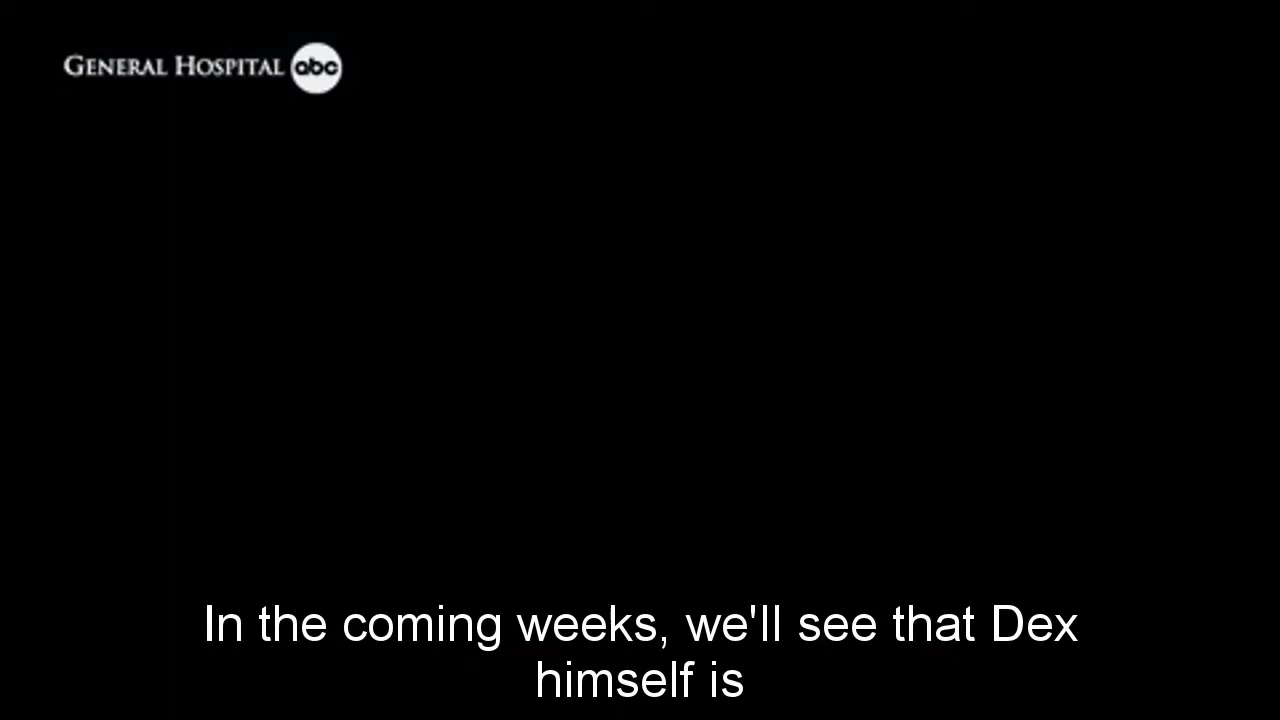 GENERAL HOSPITAL abc
In the coming weeks, we'll see that Dex
himself is